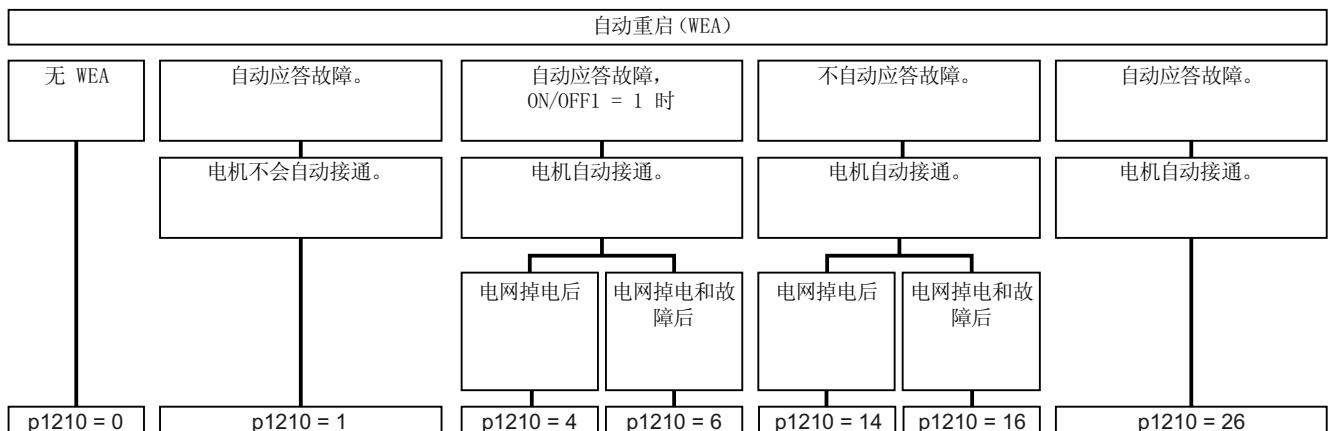 自动重启(WEA)
无 WEA
自动应答故障。
自动应答故障,
ON/OFF1 = 1 时
不自动应答故障。
自动应答故障。
电机不会自动接通。
电机自动接通。
电机自动接通。
电机自动接通。
电网掉电后
电网掉电和故
障后
电网掉电后
电网掉电和故
障后
p1210 = 0
p1210 = 1
p1210 = 4
p1210 = 6
p1210 = 14
p1210 = 16
p1210 = 26